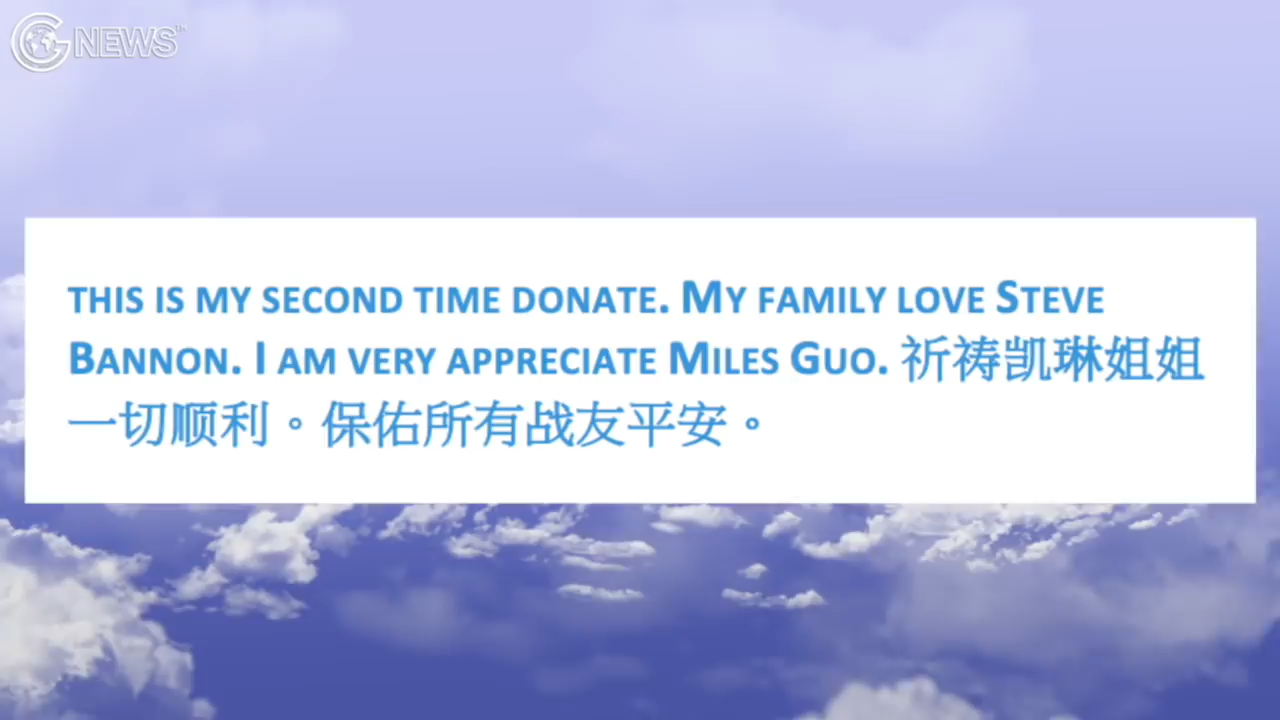 GNEWS™
THIS IS MY SECOND TIME DONATE. MY FAMILY LOVE STEVE
BANNON. I AM VERY APPRECIATE MILES GUO. 祈祷凯琳姐姐
一切顺利。保佑所有战友平安。